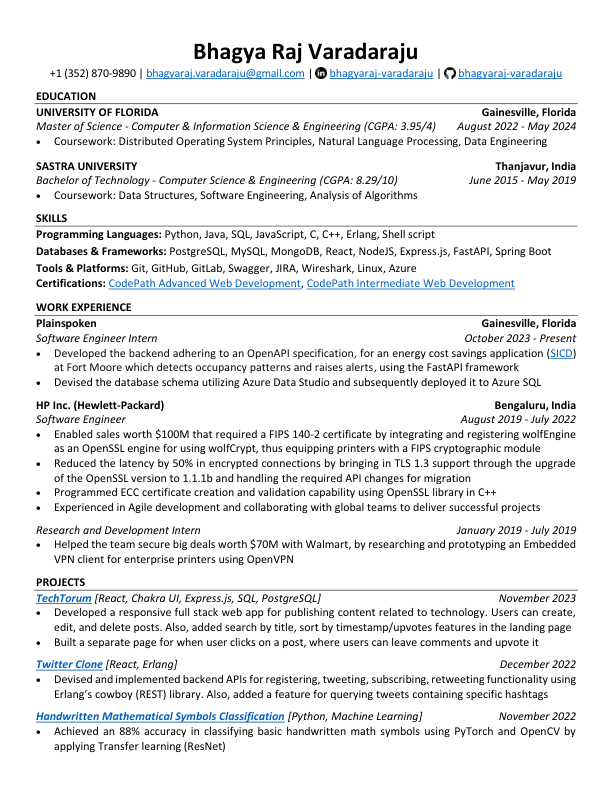 Bhagya Raj Varadaraju
+1 (352) 870-9890 | bhagyaraj.varadaraju@gmail.com | bhagyaraj-varadaraju | bhagyaraj-varadaraju
EDUCATION
UNIVERSITY OF FLORIDA Gainesville, Florida
Master of Science - Computer & Information Science & Engineering (CGPA: 3.95/4) August 2022 - May 2024
• Coursework: Distributed Operating System Principles, Natural Language Processing, Data Engineering
SASTRA UNIVERSITY Thanjavur, India
Bachelor of Technology - Computer Science & Engineering (CGPA: 8.29/10) June 2015 - May 2019
• Coursework: Data Structures, Software Engineering, Analysis of Algorithms
SKILLS
Programming Languages: Python, Java, SQL, JavaScript, C, C++, Erlang, Shell script
Databases & Frameworks: PostgreSQL, MySQL, MongoDB, React, NodeJS, Express.js, FastAPI, Spring Boot
Tools & Platforms: Git, GitHub, GitLab, Swagger, JIRA, Wireshark, Linux, Azure
Certifications: CodePath Advanced Web Development, CodePath Intermediate Web Development
WORK EXPERIENCE
Plainspoken Gainesville, Florida
Software Engineer Intern October 2023 - Present
• Developed the backend adhering to an OpenAPI specification, for an energy cost savings application (SICD)
at Fort Moore which detects occupancy patterns and raises alerts, using the FastAPI framework
• Devised the database schema utilizing Azure Data Studio and subsequently deployed it to Azure SQL
HP Inc. (Hewlett-Packard) Bengaluru, India
Software Engineer August 2019 - July 2022
• Enabled sales worth $100M that required a FIPS 140-2 certificate by integrating and registering wolfEngine
as an OpenSSL engine for using wolfCrypt, thus equipping printers with a FIPS cryptographic module
• Reduced the latency by 50% in encrypted connections by bringing in TLS 1.3 support through the upgrade
of the OpenSSL version to 1.1.1b and handling the required API changes for migration
• Programmed ECC certificate creation and validation capability using OpenSSL library in C++
• Experienced in Agile development and collaborating with global teams to deliver successful projects
Research and Development Intern January 2019 - July 2019
• Helped the team secure big deals worth $70M with Walmart, by researching and prototyping an Embedded
VPN client for enterprise printers using OpenVPN
PROJECTS
TechTorum [React, Chakra UI, Express.js, SQL, PostgreSQL] November 2023
• Developed a responsive full stack web app for publishing content related to technology. Users can create,
edit, and delete posts. Also, added search by title, sort by timestamp/upvotes features in the landing page
• Built a separate page for when user clicks on a post, where users can leave comments and upvote it
Twitter Clone [React, Erlang] December 2022
• Devised and implemented backend APIs for registering, tweeting, subscribing, retweeting functionality using
Erlang’s cowboy (REST) library. Also, added a feature for querying tweets containing specific hashtags
Handwritten Mathematical Symbols Classification [Python, Machine Learning] November 2022
• Achieved an 88% accuracy in classifying basic handwritten math symbols using PyTorch and OpenCV by
applying Transfer learning (ResNet)